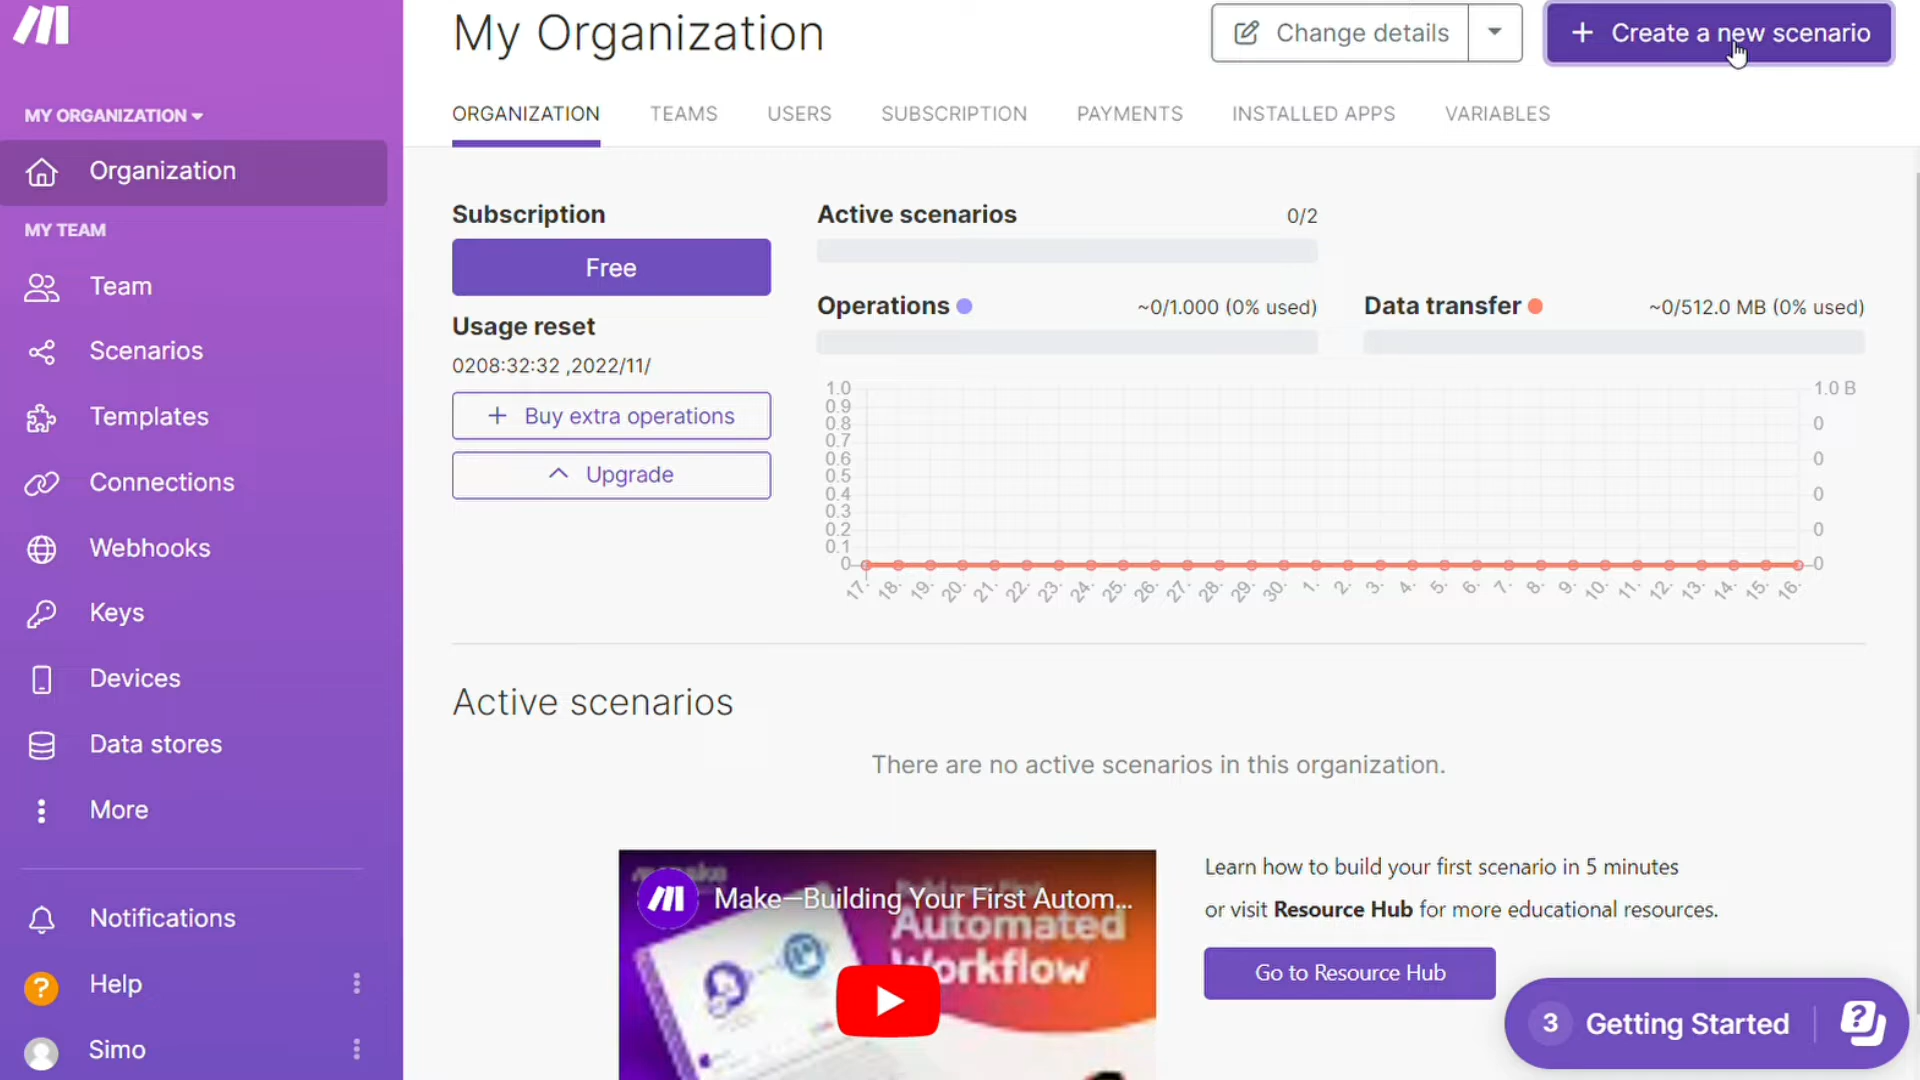 My Organization
Change details
+ Create a new scenario
MY ORGANIZATION
Organization
MY TEAM
Team
Scenarios
Templates
Connections
Webhooks
Keys
Devices
Data stores
More
Notifications
Help
Simo
ORGANIZATION TEAMS USERS SUBSCRIPTION PAYMENTS INSTALLED APPS VARIABLES
Subscription
Free
Usage reset
0208:32:32 ,2022/11/
+ Buy extra operations
Upgrade
Active scenarios 0/2
Operations ~0/1.000 (0% used)
Data transfer ~0/512.0 MB (0% used)
1.0 1.0 B
0.9
0.8 0
0.7
0.6 0
0.5
0.4 0
0.3
0.2 0
0.1
0 0
17. 18. 19. 20. 21. 22. 23. 24. 25. 26. 27. 28. 29. 30. 1. 2. 3. 4. 5. 6. 7. 8. 9. 10. 11. 12. 13. 14. 15. 16.
Active scenarios
There are no active scenarios in this organization.
Make—Building Your First Autom...
Automated
Workflow
Learn how to build your first scenario in 5 minutes
or visit Resource Hub for more educational resources.
Go to Resource Hub
3 Getting Started